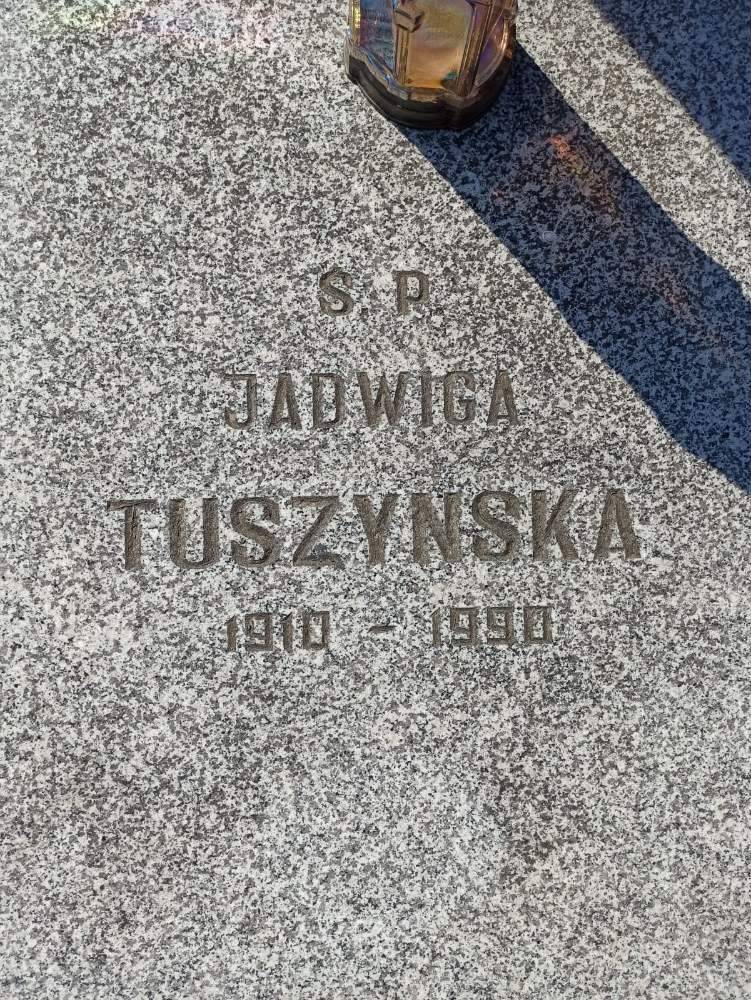 S. P.
JADWIGA
TUSZYNSKA
1910 - 1990